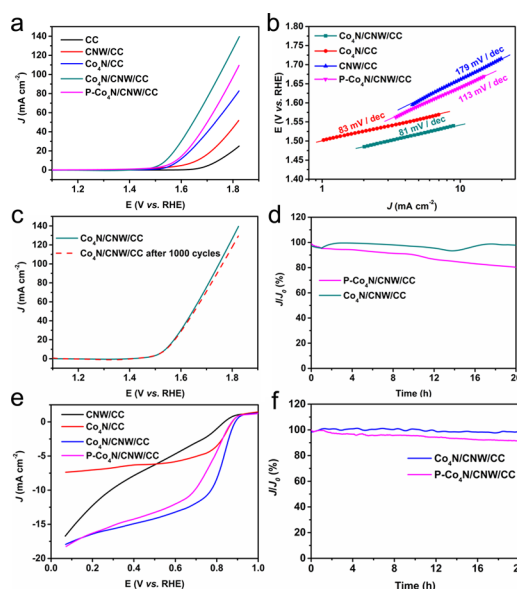 a
140
120
100
80
60
40
20
0
J (mA cm⁻²)
CC
CNW/CC
Co₄N/CC
Co₄N/CNW/CC
P-Co₄N/CNW/CC
1.2
1.4
1.6
1.8
E (V vs. RHE)
b
1.80
1.75
1.70
1.65
1.60
1.55
1.50
1.45
E (V vs. RHE)
Co₄N/CNW/CC
Co₄N/CC
CNW/CC
P-Co₄N/CNW/CC
179 mV / dec
113 mV / dec
83 mV / dec
81 mV / dec
1
10
J (mA cm⁻²)
c
140
120
100
80
60
40
20
0
J (mA cm⁻²)
Co₄N/CNW/CC
Co₄N/CNW/CC after 1000 cycles
1.2
1.4
1.6
1.8
E (V vs. RHE)
d
120
100
80
60
40
20
0
J/J₀ (%)
P-Co₄N/CNW/CC
Co₄N/CNW/CC
0
4
8
12
16
20
Time (h)
e
0
-5
-10
-15
-20
J (mA cm⁻²)
CNW/CC
Co₄N/CC
Co₄N/CNW/CC
P-Co₄N/CNW/CC
0.0
0.2
0.4
0.6
0.8
1.0
E (V vs. RHE)
f
120
100
80
60
40
20
0
J/J₀ (%)
Co₄N/CNW/CC
P-Co₄N/CNW/CC
0
4
8
12
16
20
Time (h)